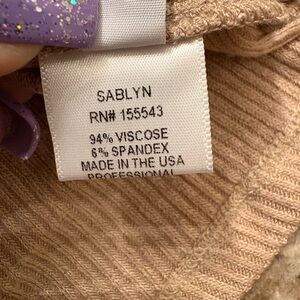 SABLYN
RN# 155543
94% VISCOSE
6% SPANDEX
MADE IN THE USA
PROFESSIONAL